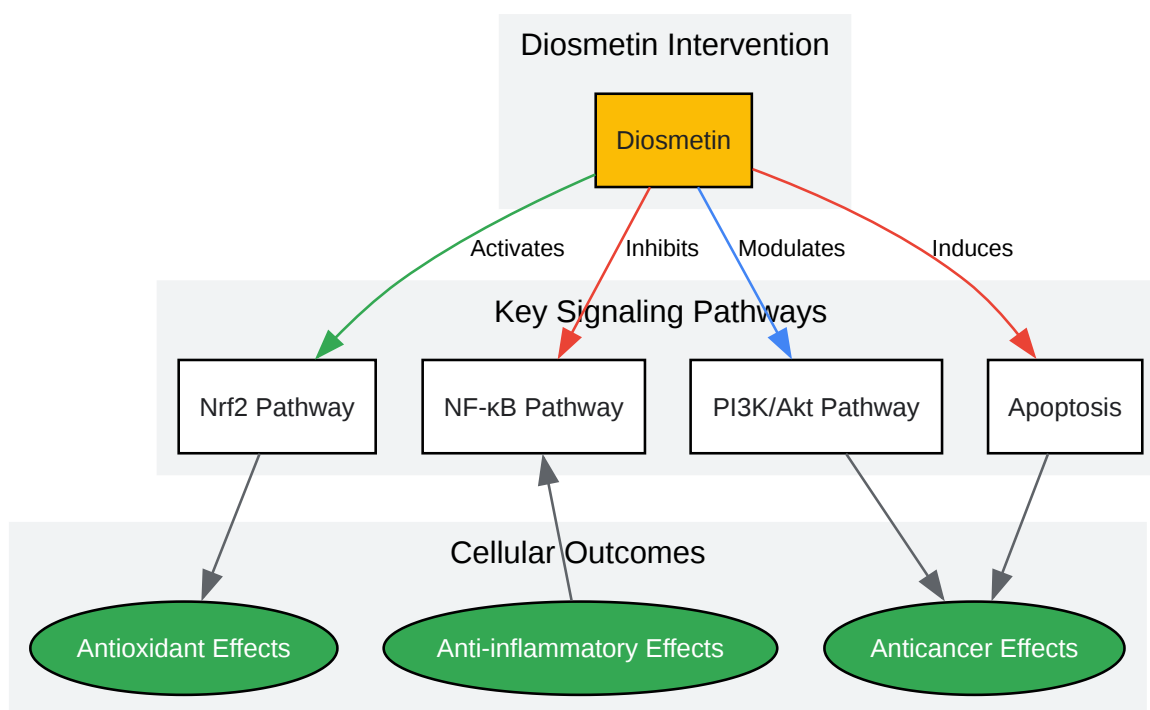 Diosmetin Intervention
Diosmetin
Activates
Inhibits
Modulates
Induces
Key Signaling Pathways
Nrf2 Pathway
NF-κB Pathway
PI3K/Akt Pathway
Apoptosis
Cellular Outcomes
Antioxidant Effects
Anti-inflammatory Effects
Anticancer Effects